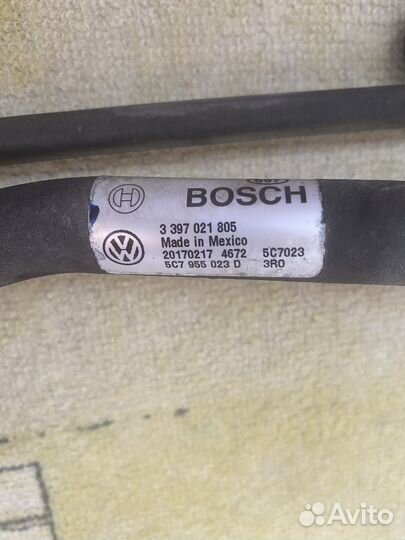 BOSCH
3 397 021 805
Made in Mexico
20170217 4672 5C7023
5C7 955 023 D 3R0
Avito